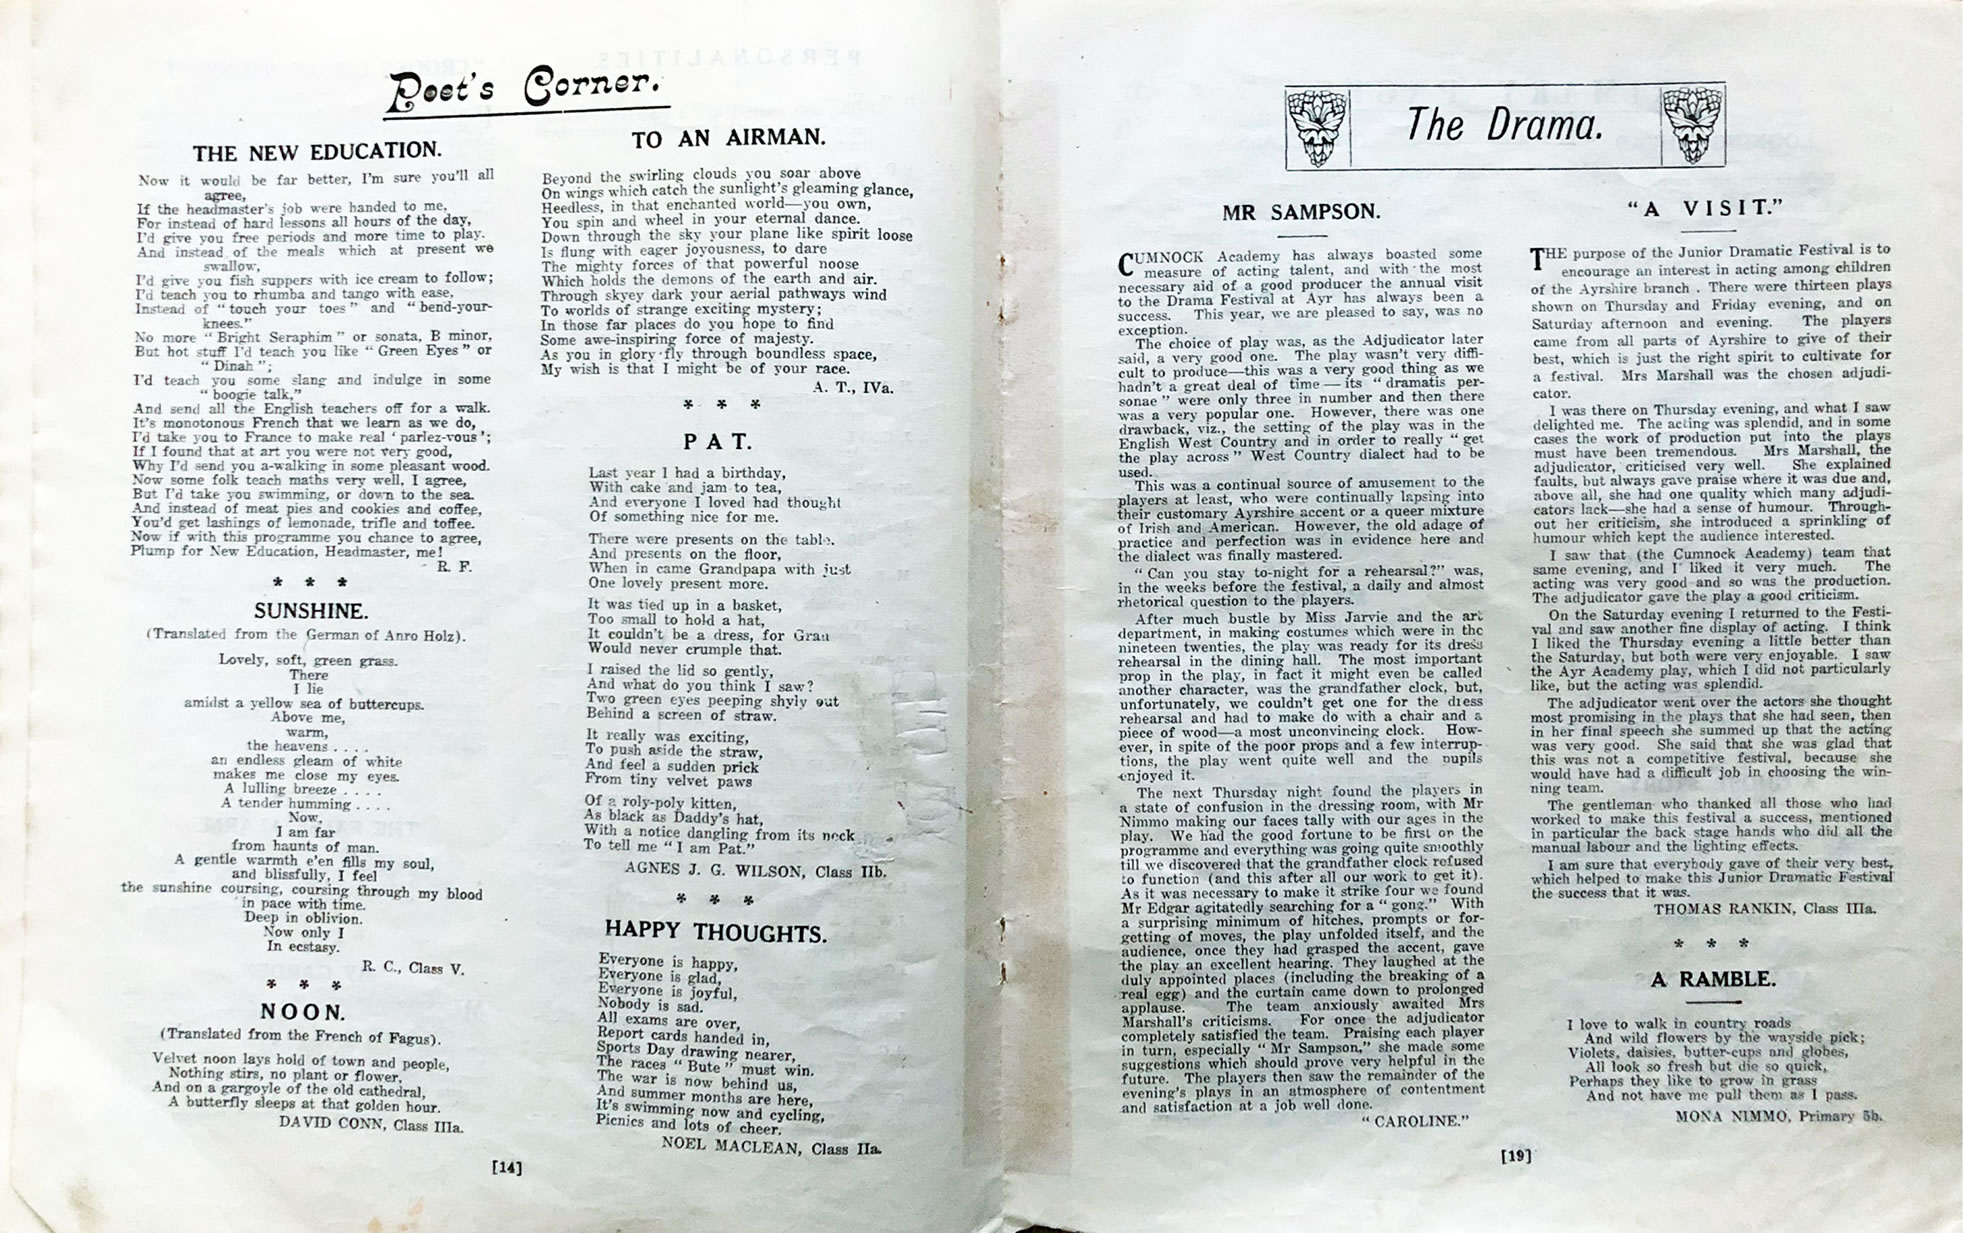 Poet's Corner.
THE NEW EDUCATION.
Now it would be far better, I'm sure you'll all
agree,
If the headmaster's job were handed to me.
For instead of hard lessons all hours of the day,
I'd give you free periods and more time to play.
And instead of the meals which at present we
swallow,
I'd give you fish suppers with ice cream to follow;
I'd teach you to rhumba and tango with ease,
Instead of "touch your toes" and "bend-your-
knees."
No more "Bright Seraphim" or sonata, B minor,
But hot stuff I'd teach you like "Green Eyes" or
"Dinah";
I'd teach you some slang and indulge in some
"boogie talk,"
And send all the English teachers off for a walk.
It's monotonous French that we learn as we do,
I'd take you to France to make real 'parlez-vous';
If I found that at art you were not very good,
Why I'd send you a-walking in some pleasant wood.
Now some folk teach maths very well, I agree,
But I'd take you swimming, or down to the sea.
And instead of meat pies and cookies and coffee,
You'd get lashings of lemonade, trifle and toffee.
Now if with this programme you chance to agree,
Plump for New Education, Headmaster, me!
R. F.
* * *
SUNSHINE.
(Translated from the German of Anro Holz).
Lovely, soft, green grass.
There
I lie
amidst a yellow sea of buttercups.
Above me,
warm,
the heavens . . . .
an endless gleam of white
makes me close my eyes.
A lulling breeze . . . .
A tender humming . . . .
Now,
I am far
from haunts of man.
A gentle warmth e'en fills my soul,
and blissfully, I feel
the sunshine coursing, coursing through my blood
in pace with time.
Deep in oblivion.
Now only I
In ecstasy.
R. C., Class V.
* * *
NOON.
(Translated from the French of Fagus).
Velvet noon lays hold of town and people,
Nothing stirs, no plant or flower,
And on a gargoyle of the old cathedral,
A butterfly sleeps at that golden hour.
DAVID CONN, Class IIIa.
TO AN AIRMAN.
Beyond the swirling clouds you soar above
On wings which catch the sunlight's gleaming glance,
Heedless, in that enchanted world—you own,
You spin and wheel in your eternal dance.
Down through the sky your plane like spirit loose
Is flung with eager joyousness, to dare
The mighty forces of that powerful noose
Which holds the demons of the earth and air.
Through skyey dark your aerial pathways wind
To worlds of strange exciting mystery;
In those far places do you hope to find
Some awe-inspiring force of majesty.
As you in glory fly through boundless space,
My wish is that I might be of your race.
A. T., IVa.
* * *
PAT.
Last year I had a birthday,
With cake and jam to tea,
And everyone I loved had thought
Of something nice for me.
There were presents on the table.
And presents on the floor,
When in came Grandpapa with just
One lovely present more.
It was tied up in a basket,
Too small to hold a hat,
It couldn't be a dress, for Gran
Would never crumple that.
I raised the lid so gently,
And what do you think I saw?
Two green eyes peeping shyly out
Behind a screen of straw.
It really was exciting,
To push aside the straw,
And feel a sudden prick
From tiny velvet paws
Of a roly-poly kitten,
As black as Daddy's hat,
With a notice dangling from its neck
To tell me "I am Pat."
AGNES J. G. WILSON, Class IIb.
* * *
HAPPY THOUGHTS.
Everyone is happy,
Everyone is glad,
Everyone is joyful,
Nobody is sad.
All exams are over,
Report cards handed in,
Sports Day drawing nearer,
The races "Bute" must win.
The war is now behind us,
And summer months are here,
It's swimming now and cycling,
Picnics and lots of cheer.
NOEL MACLEAN, Class IIa.
[14]
The Drama.
MR SAMPSON.
CUMNOCK Academy has always boasted some
measure of acting talent, and with the most
necessary aid of a good producer the annual visit
to the Drama Festival at Ayr has always been a
success. This year, we are pleased to say, was no
exception.
The choice of play was, as the Adjudicator later
said, a very good one. The play wasn't very diffi-
cult to produce—this was a very good thing as we
hadn't a great deal of time—its "dramatis per-
sonae" were only three in number and then there
was a very popular one. However, there was one
drawback, viz., the setting of the play was in the
English West Country and in order to really "get
the play across" West Country dialect had to be
used.
This was a continual source of amusement to the
players at least, who were continually lapsing into
their customary Ayrshire accent or a queer mixture
of Irish and American. However, the old adage of
practice and perfection was in evidence here and
the dialect was finally mastered.
"Can you stay to-night for a rehearsal?" was,
in the weeks before the festival, a daily and almost
rhetorical question to the players.
After much bustle by Miss Jarvie and the art
department, in making costumes which were in the
nineteen twenties, the play was ready for its dress
rehearsal in the dining hall. The most important
prop in the play, in fact it might even be called
another character, was the grandfather clock, but,
unfortunately, we couldn't get one for the dress
rehearsal and had to make do with a chair and a
piece of wood—a most unconvincing clock. How-
ever, in spite of the poor props and a few interrup-
tions, the play went quite well and the pupils
enjoyed it.
The next Thursday night found the players in
a state of confusion in the dressing room, with Mr
Nimmo making our faces tally with our ages in the
play. We had the good fortune to be first on the
programme and everything was going quite smoothly
till we discovered that the grandfather clock refused
to function (and this after all our work to get it).
As it was necessary to make it strike four we found
Mr Edgar agitatedly searching for a "gong." With
a surprising minimum of hitches, prompts or for-
getting of moves, the play unfolded itself, and the
audience, once they had grasped the accent, gave
the play an excellent hearing. They laughed at the
duly appointed places (including the breaking of a
real egg) and the curtain came down to prolonged
applause. The team anxiously awaited Mrs
Marshall's criticisms. For once the adjudicator
completely satisfied the team. Praising each player
in turn, especially "Mr Sampson," she made some
suggestions which should prove very helpful in the
future. The players then saw the remainder of the
evening's plays in an atmosphere of contentment
and satisfaction at a job well done.
"CAROLINE."
"A VISIT."
THE purpose of the Junior Dramatic Festival is to
encourage an interest in acting among children
of the Ayrshire branch . There were thirteen plays
shown on Thursday and Friday evening, and on
Saturday afternoon and evening. The players
came from all parts of Ayrshire to give of their
best, which is just the right spirit to cultivate for
a festival. Mrs Marshall was the chosen adjudi-
cator.
I was there on Thursday evening, and what I saw
delighted me. The acting was splendid, and in some
cases the work of production put into the plays
must have been tremendous. Mrs Marshall, the
adjudicator, criticised very well. She explained
faults, but always gave praise where it was due and,
above all, she had one quality which many adjudi-
cators lack—she had a sense of humour. Through-
out her criticism, she introduced a sprinkling of
humour which kept the audience interested.
I saw that (the Cumnock Academy) team that
same evening, and I liked it very much. The
acting was very good and so was the production.
The adjudicator gave the play a good criticism.
On the Saturday evening I returned to the Festi-
val and saw another fine display of acting. I think
I liked the Thursday evening a little better than
the Saturday, but both were very enjoyable. I saw
the Ayr Academy play, which I did not particularly
like, but the acting was splendid.
The adjudicator went over the actors she thought
most promising in the plays that she had seen, then
in her final speech she summed up that the acting
was very good. She said that she was glad that
this was not a competitive festival, because she
would have had a difficult job in choosing the win-
ning team.
The gentleman who thanked all those who had
worked to make this festival a success, mentioned
in particular the back stage hands who did all the
manual labour and the lighting effects.
I am sure that everybody gave of their very best,
which helped to make this Junior Dramatic Festival
the success that it was.
THOMAS RANKIN, Class IIIa.
* * *
A RAMBLE.
I love to walk in country roads
And wild flowers by the wayside pick;
Violets, daisies, butter-cups and globes,
All look so fresh but die so quick,
Perhaps they like to grow in grass
And not have me pull them as I pass.
MONA NIMMO, Primary 5b.
[19]